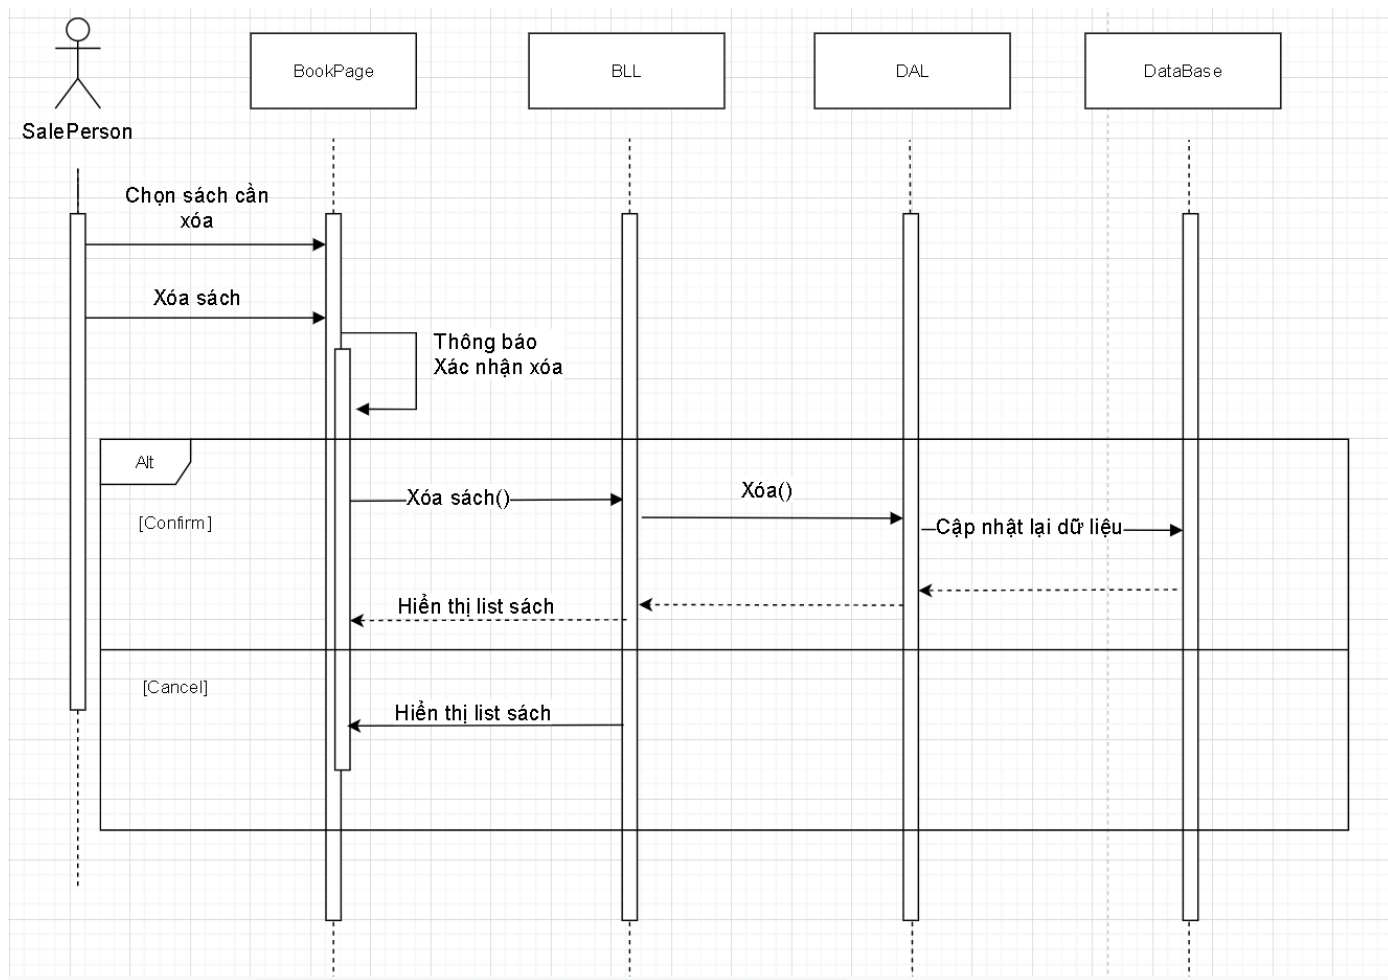 BookPage
BLL
DAL
DataBase
SalePerson
Chọn sách cần
xóa
Xóa sách
Thông báo
Xác nhận xóa
Alt
[Confirm]
Xóa sách()
Xóa()
Cập nhật lại dữ liệu
Hiển thị list sách
[Cancel]
Hiển thị list sách